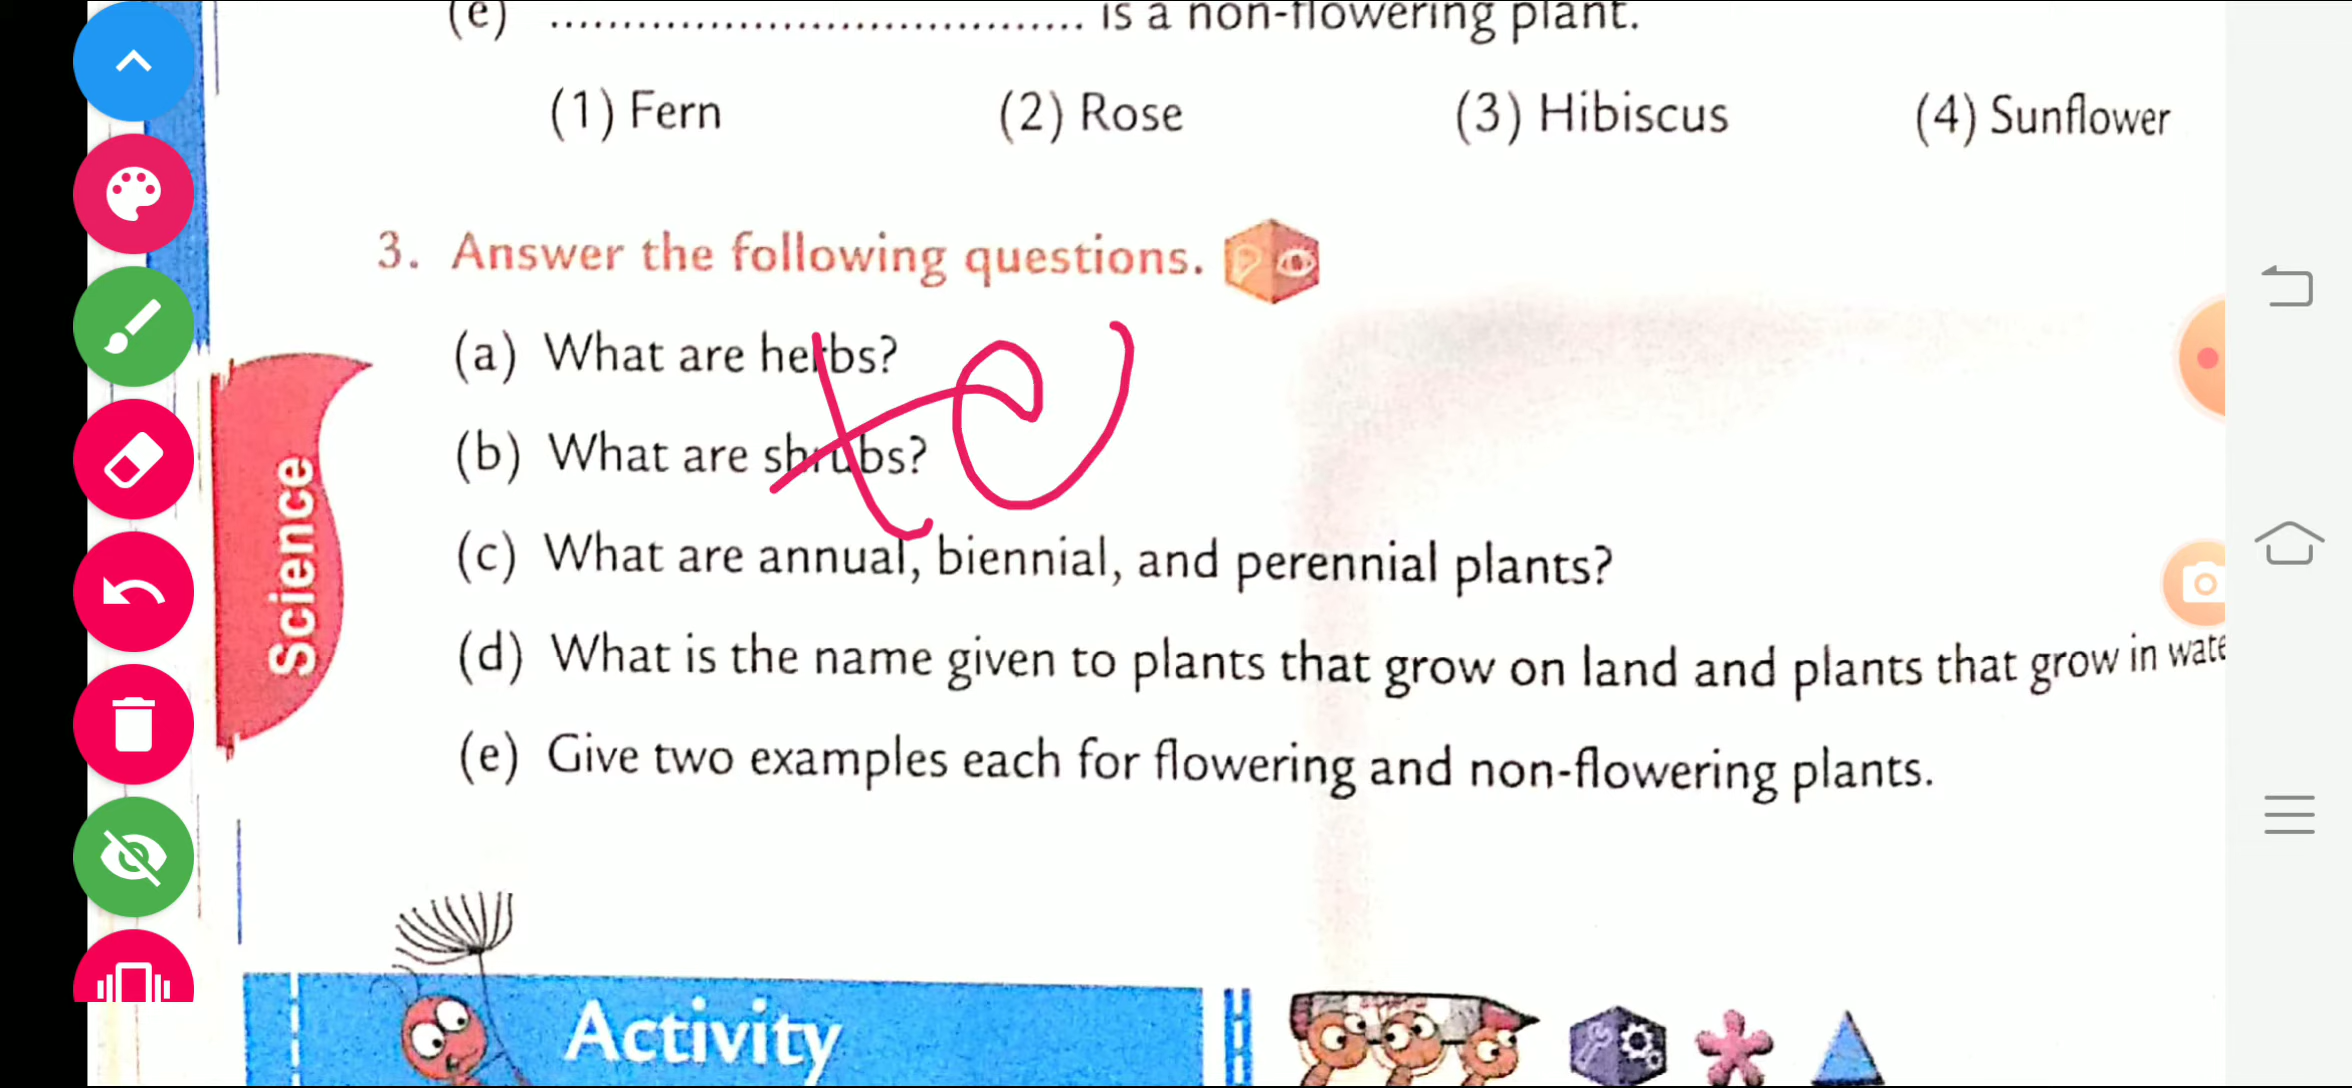 (e) .................................... is a non-flowering plant.
(1) Fern (2) Rose (3) Hibiscus (4) Sunflower
3. Answer the following questions.
(a) What are herbs?
(b) What are shrubs?
(c) What are annual, biennial, and perennial plants?
(d) What is the name given to plants that grow on land and plants that grow in wate
(e) Give two examples each for flowering and non-flowering plants.
Science
Activity